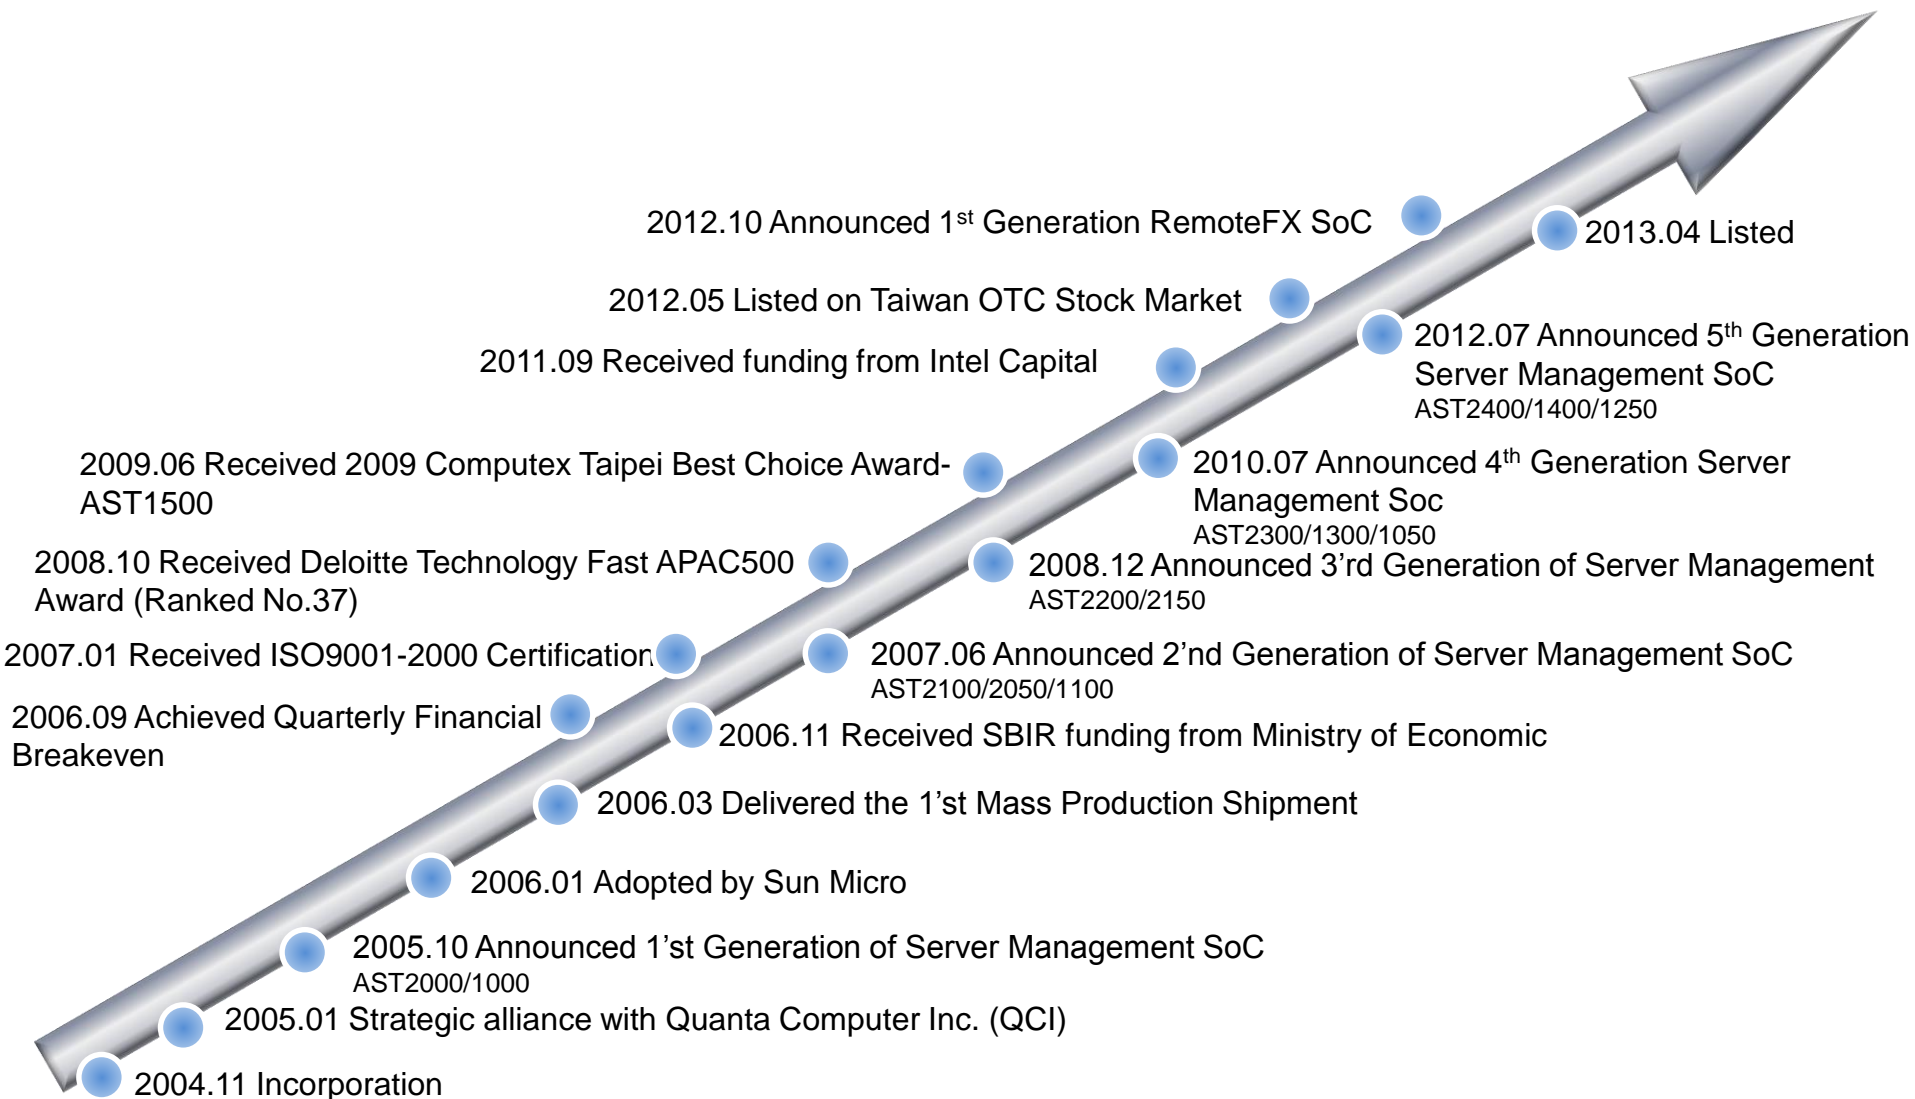 2012.10 Announced 1st Generation RemoteFX SoC
2013.04 Listed
2012.05 Listed on Taiwan OTC Stock Market
2012.07 Announced 5th Generation
Server Management SoC
AST2400/1400/1250
2011.09 Received funding from Intel Capital
2009.06 Received 2009 Computex Taipei Best Choice Award-
AST1500
2010.07 Announced 4th Generation Server
Management Soc
AST2300/1300/1050
2008.10 Received Deloitte Technology Fast APAC500
Award (Ranked No.37)
2008.12 Announced 3'rd Generation of Server Management
AST2200/2150
2007.01 Received ISO9001-2000 Certification
2007.06 Announced 2'nd Generation of Server Management SoC
AST2100/2050/1100
2006.09 Achieved Quarterly Financial
Breakeven
2006.11 Received SBIR funding from Ministry of Economic
2006.03 Delivered the 1'st Mass Production Shipment
2006.01 Adopted by Sun Micro
2005.10 Announced 1'st Generation of Server Management SoC
AST2000/1000
2005.01 Strategic alliance with Quanta Computer Inc. (QCI)
2004.11 Incorporation